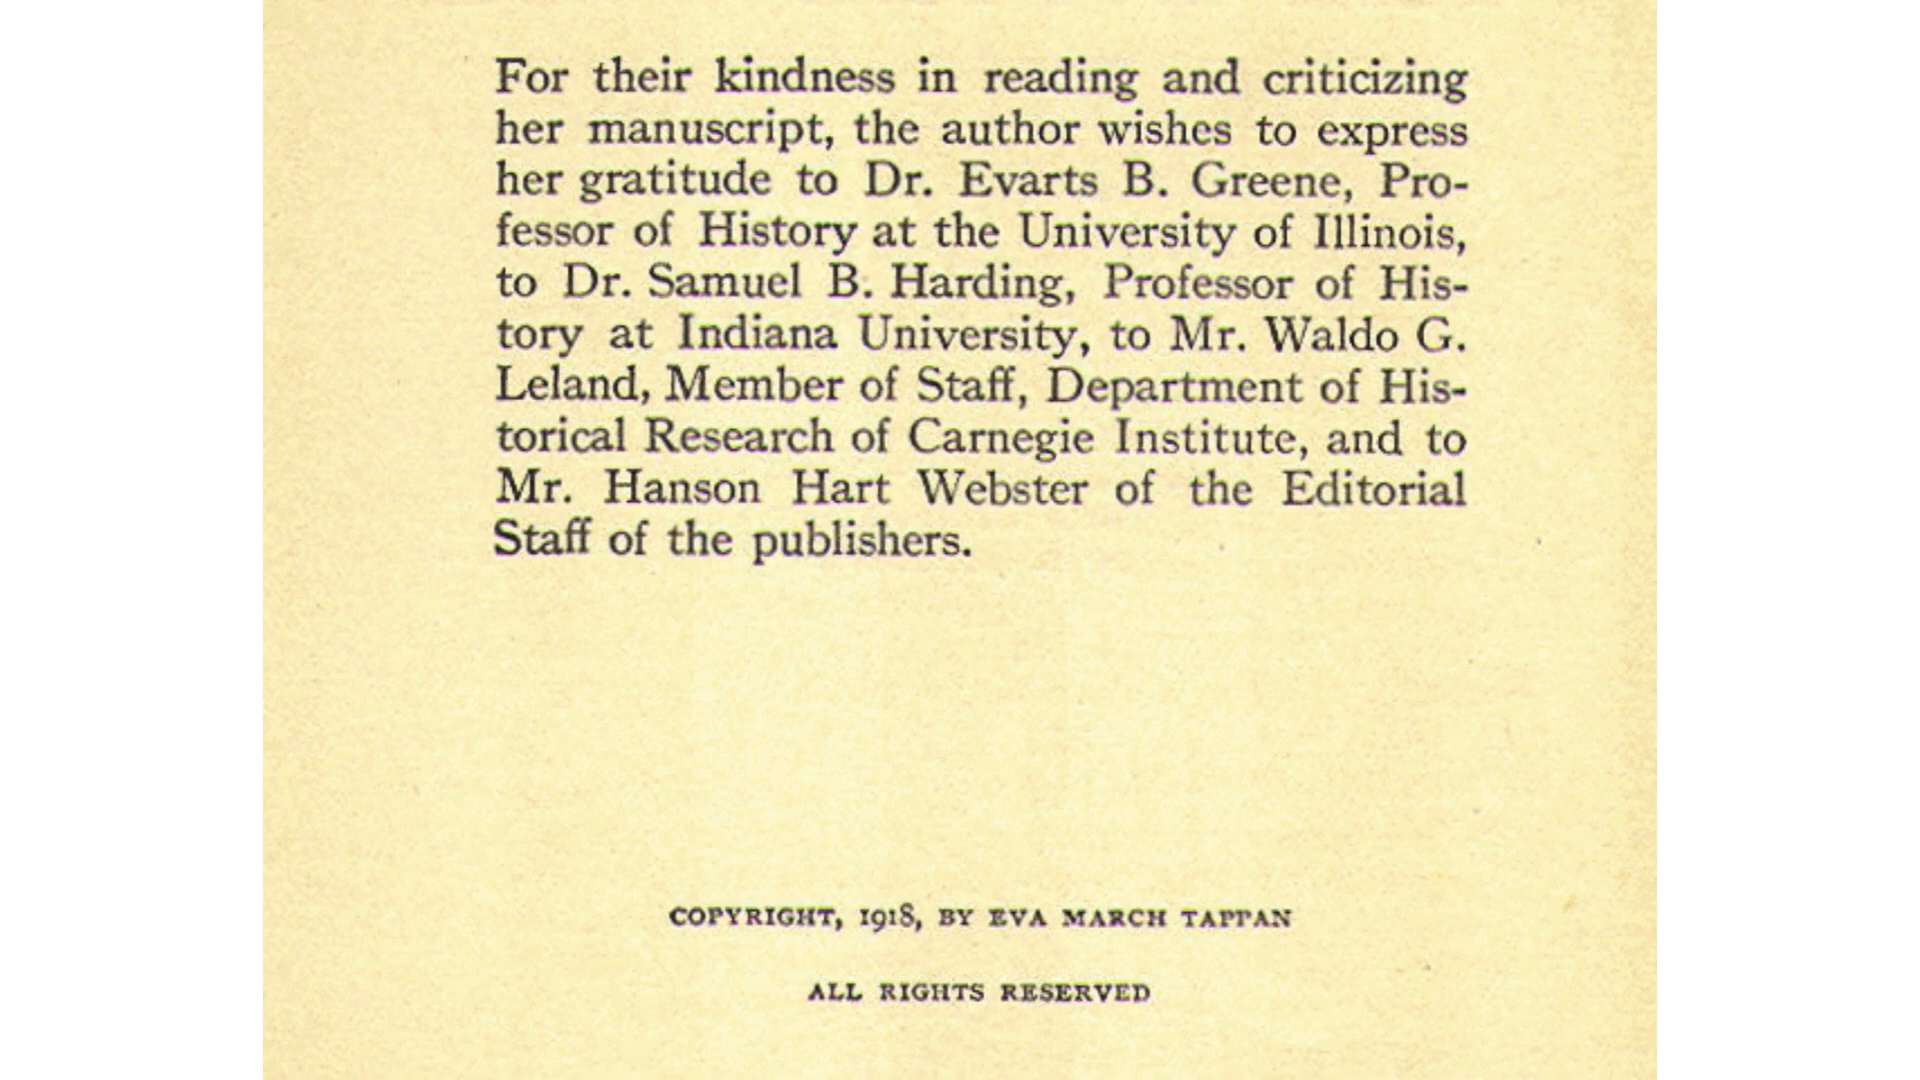 For their kindness in reading and criticizing
her manuscript, the author wishes to express
her gratitude to Dr. Evarts B. Greene, Pro-
fessor of History at the University of Illinois,
to Dr. Samuel B. Harding, Professor of His-
tory at Indiana University, to Mr. Waldo G.
Leland, Member of Staff, Department of His-
torical Research of Carnegie Institute, and to
Mr. Hanson Hart Webster of the Editorial
Staff of the publishers.
COPYRIGHT, 1918, BY EVA MARCH TAPPAN
ALL RIGHTS RESERVED